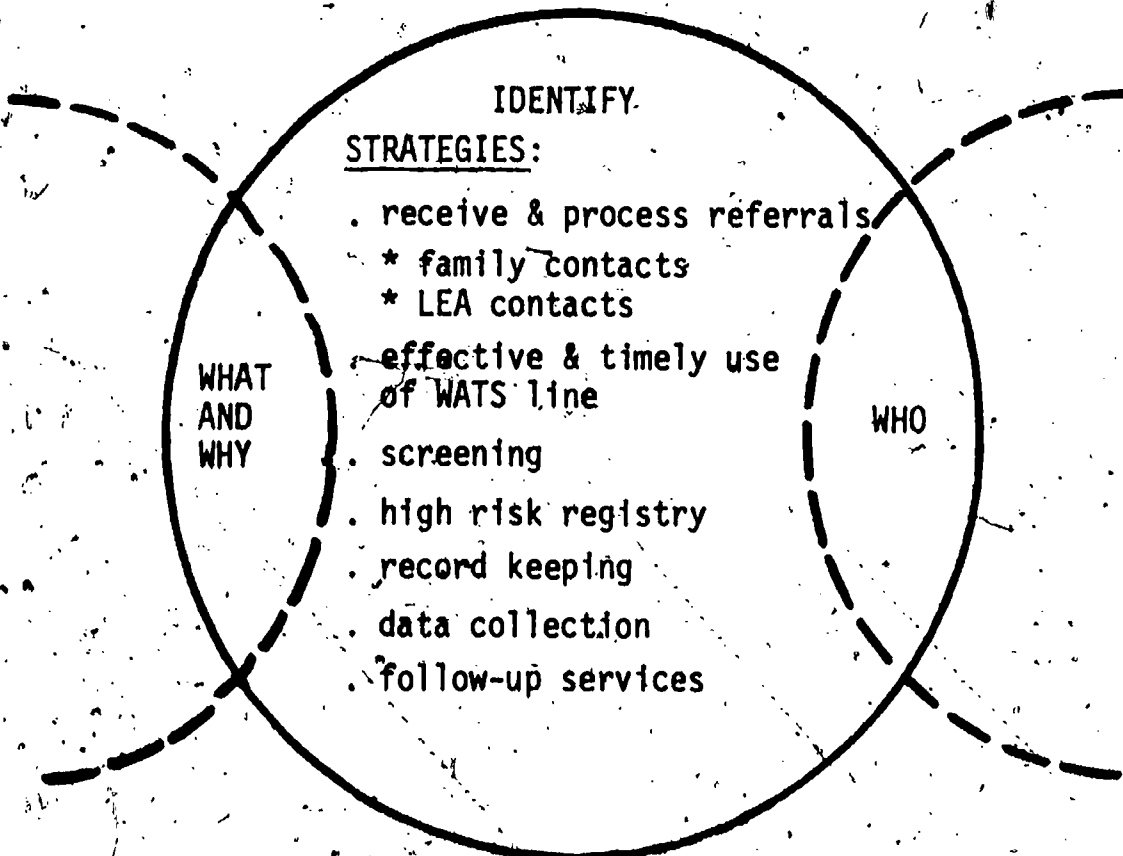 IDENTIFY
STRATEGIES:
. receive & process referrals
* family contacts
* LEA contacts
. effective & timely use
of WATS line
. screening
. high risk registry
. record keeping
. data collection
. follow-up services
WHAT
AND
WHY
WHO